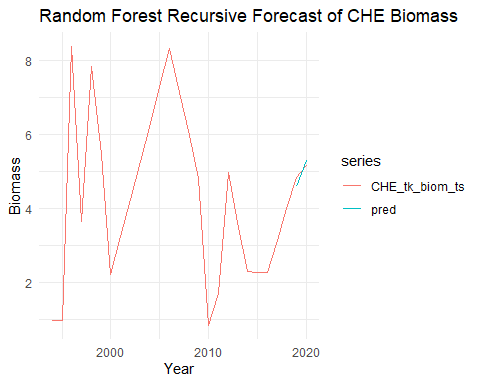 Random Forest Recursive Forecast of CHE Biomass
8
6
4
2
Biomass
2000
2010
2020
Year
series
CHE_tk_biom_ts
pred